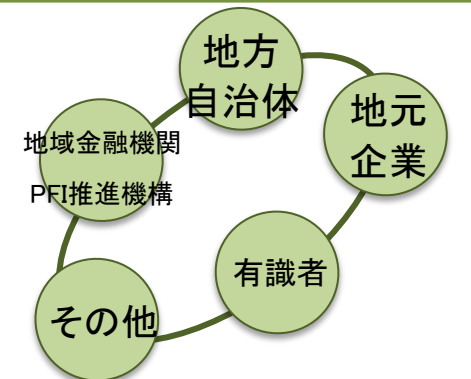 地方
自治体
地元
企業
地域金融機関
PFI推進機構
有識者
その他